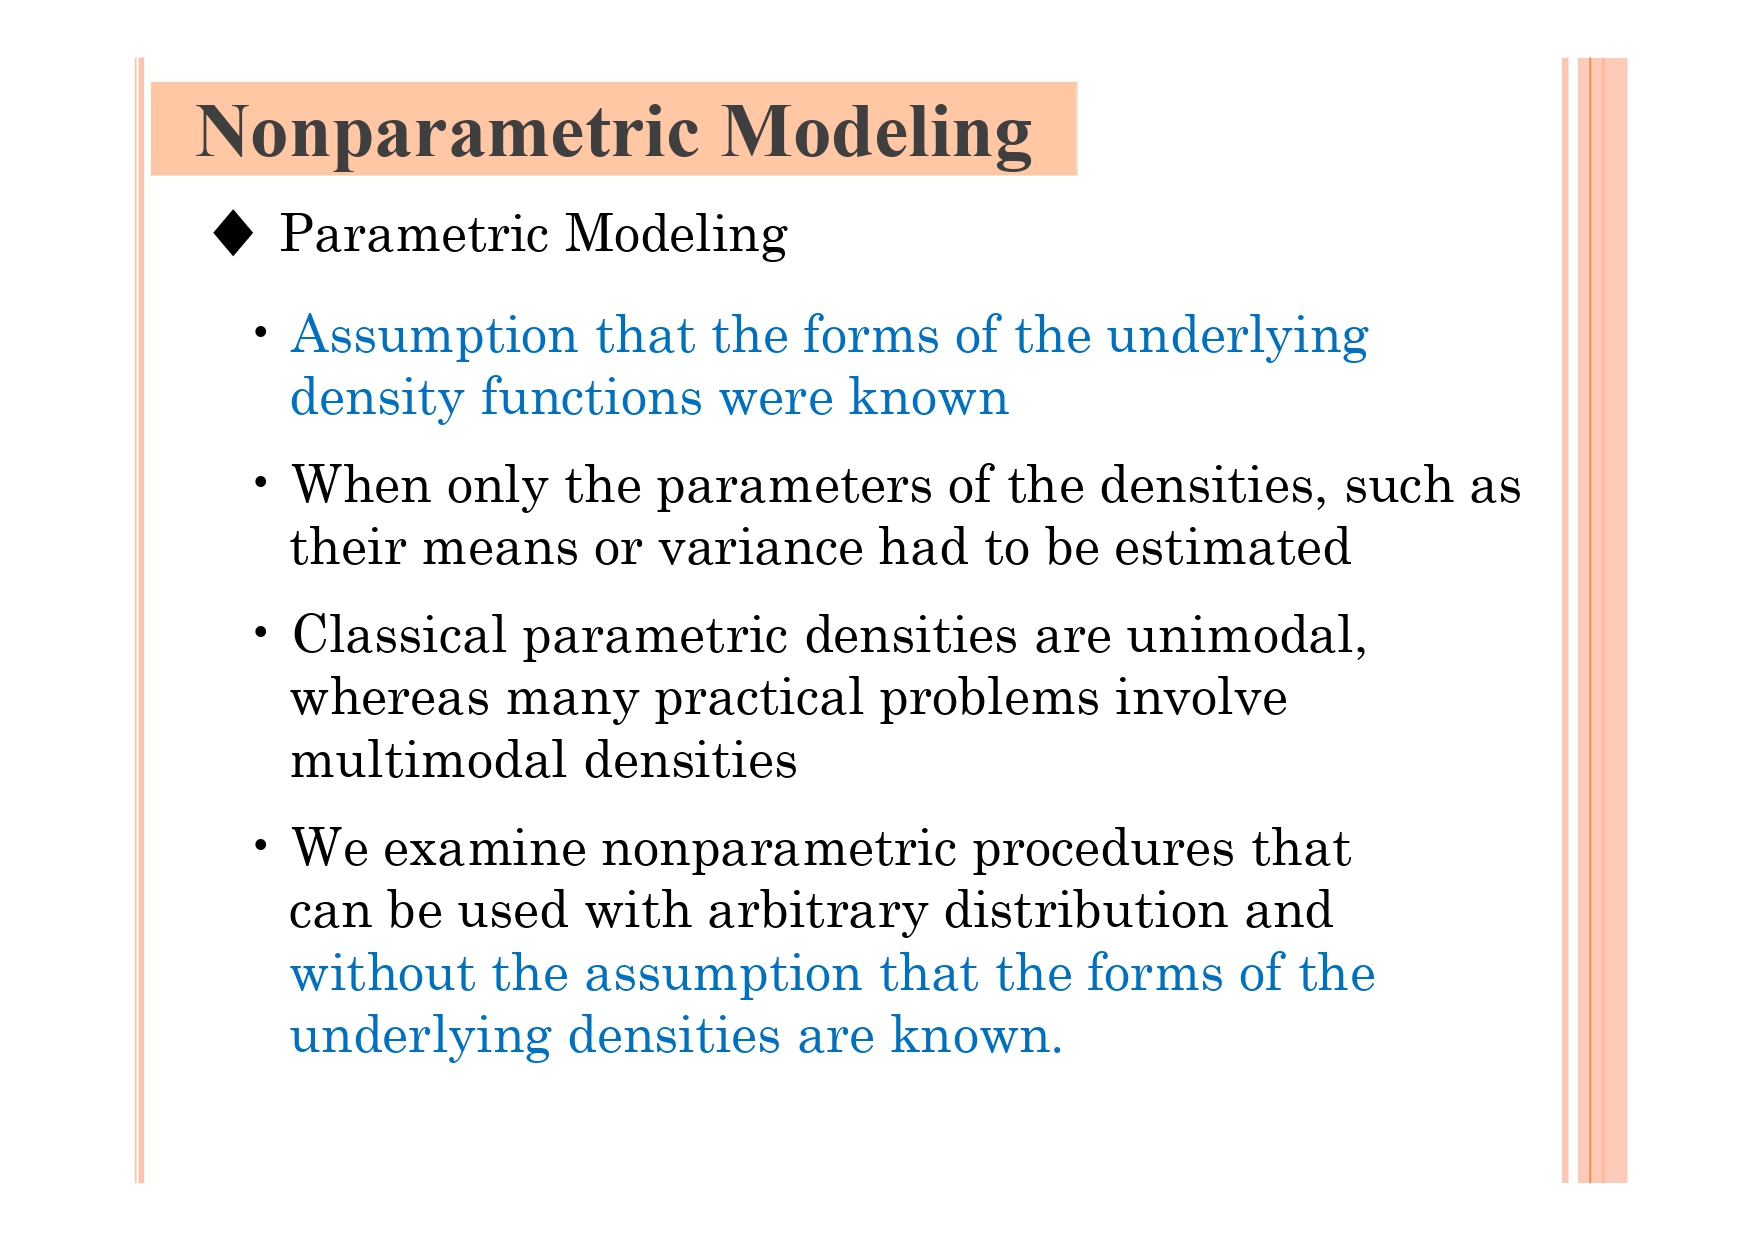 Nonparametric Modeling
♦ Parametric Modeling
• Assumption that the forms of the underlying
density functions were known
• When only the parameters of the densities, such as
their means or variance had to be estimated
• Classical parametric densities are unimodal,
whereas many practical problems involve
multimodal densities
• We examine nonparametric procedures that
can be used with arbitrary distribution and
without the assumption that the forms of the
underlying densities are known.